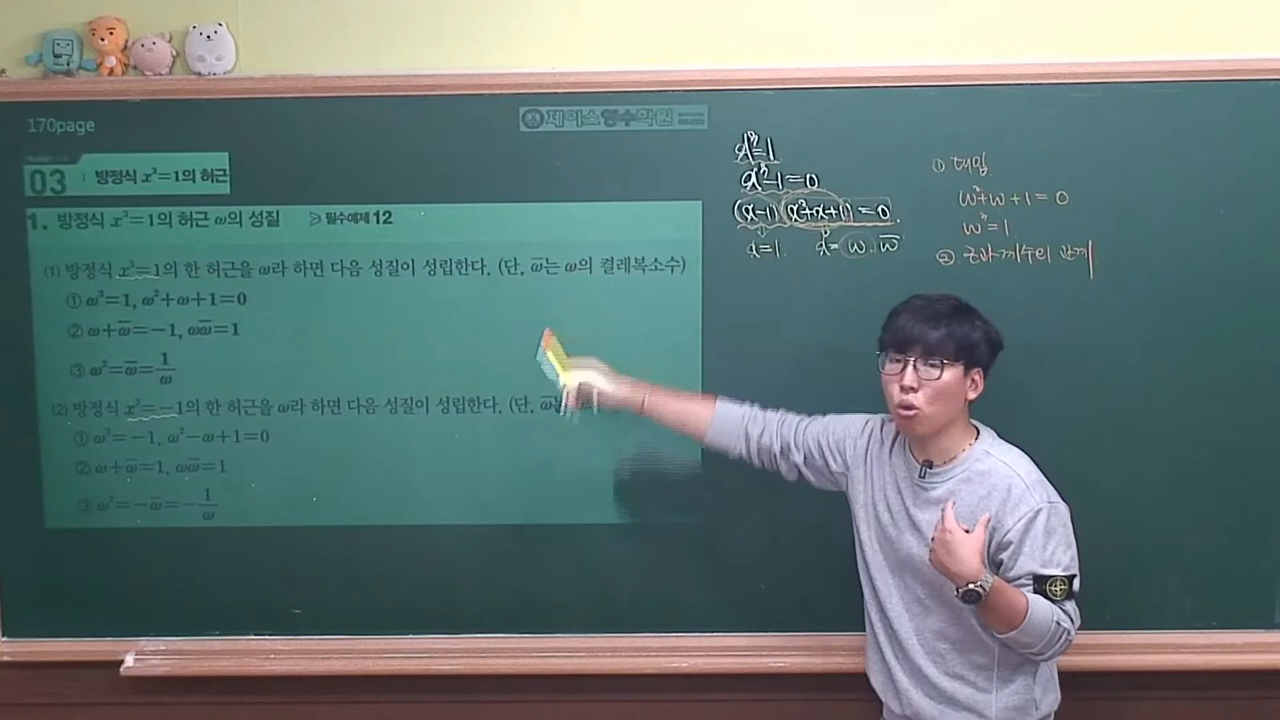 170page
제이스영수학원
03 방정식 x³=1의 허근
1. 방정식 x³=1의 허근 ω의 성질 필수예제 12
(1) 방정식 x³=1의 한 허근을 ω라 하면 다음 성질이 성립한다. (단, ω̅는 ω의 켤레복소수)
① ω³=1, ω²+ω+1=0
② ω+ω̅=-1, ωω̅=1
③ ω²=ω̅=1/ω
(2) 방정식 x³=-1의 한 허근을 ω라 하면 다음 성질이 성립한다. (단, ω̅는
① ω³=-1, ω²-ω+1=0
② ω+ω̅=1, ωω̅=1
③ ω²=-ω̅=-1/ω
x³=1
x³-1=0
(x-1)(x²+x+1)=0.
x=1. x=ω. ω̅
① 대입
ω²+ω+1=0
ω³=1
②. 근과계수의 관계